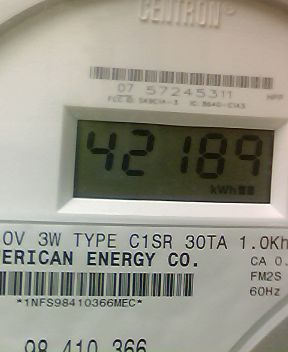 CENTRON
07 57245311
42189
kWh
0V 3W TYPE C1SR 30TA 1.0Kh
ERICAN ENERGY CO.
CA 0.
FM2S
60Hz
*1NFS98410366MEC*
98 410 366